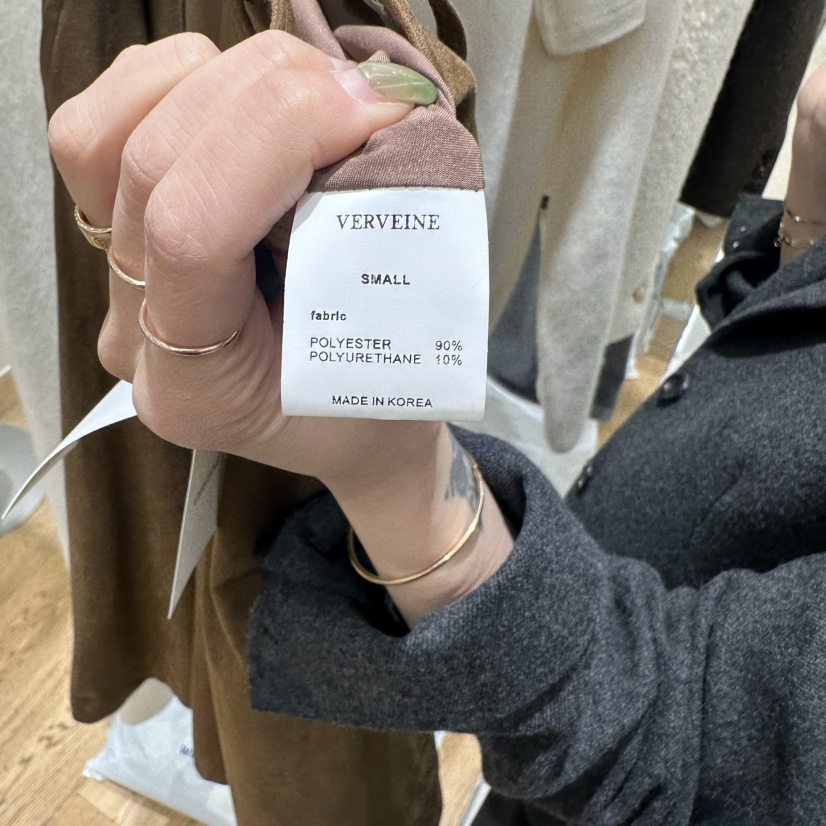 VERVEINE
SMALL
fabric
POLYESTER 90%
POLYURETHANE 10%
MADE IN KOREA